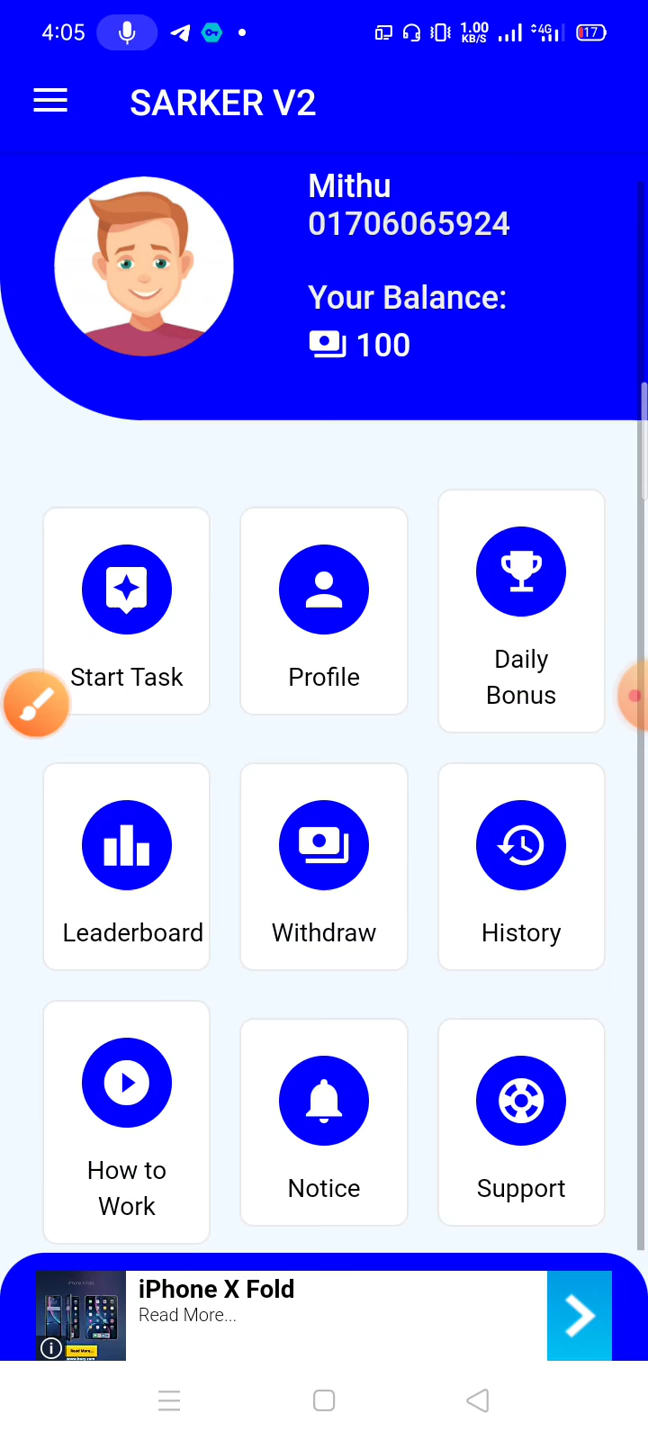 4:05
1.00
KB/S
4G
17
SARKER V2
Mithu
01706065924
Your Balance:
100
Start Task
Profile
Daily
Bonus
Leaderboard
Withdraw
History
How to
Work
Notice
Support
iPhone X Fold
Read More...